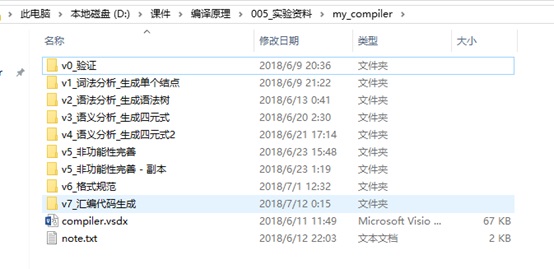 此电脑 › 本地磁盘 (D:) › 课件 › 编译原理 › 005_实验资料 › my_compiler
名称 修改日期 类型 大小
v0_验证 2018/6/9 20:36 文件夹
v1_词法分析_生成单个结点 2018/6/9 21:22 文件夹
v2_语法分析_生成语法树 2018/6/13 0:41 文件夹
v3_语义分析_生成四元式 2018/6/20 2:30 文件夹
v4_语义分析_生成四元式2 2018/6/21 17:14 文件夹
v5_非功能性完善 2018/6/23 15:48 文件夹
v5_非功能性完善 - 副本 2018/6/23 1:19 文件夹
v6_格式规范 2018/7/1 12:32 文件夹
v7_汇编代码生成 2018/7/12 0:15 文件夹
compiler.vsdx 2018/6/11 11:49 Microsoft Visio ... 67 KB
note.txt 2018/6/12 22:03 文本文档 2 KB